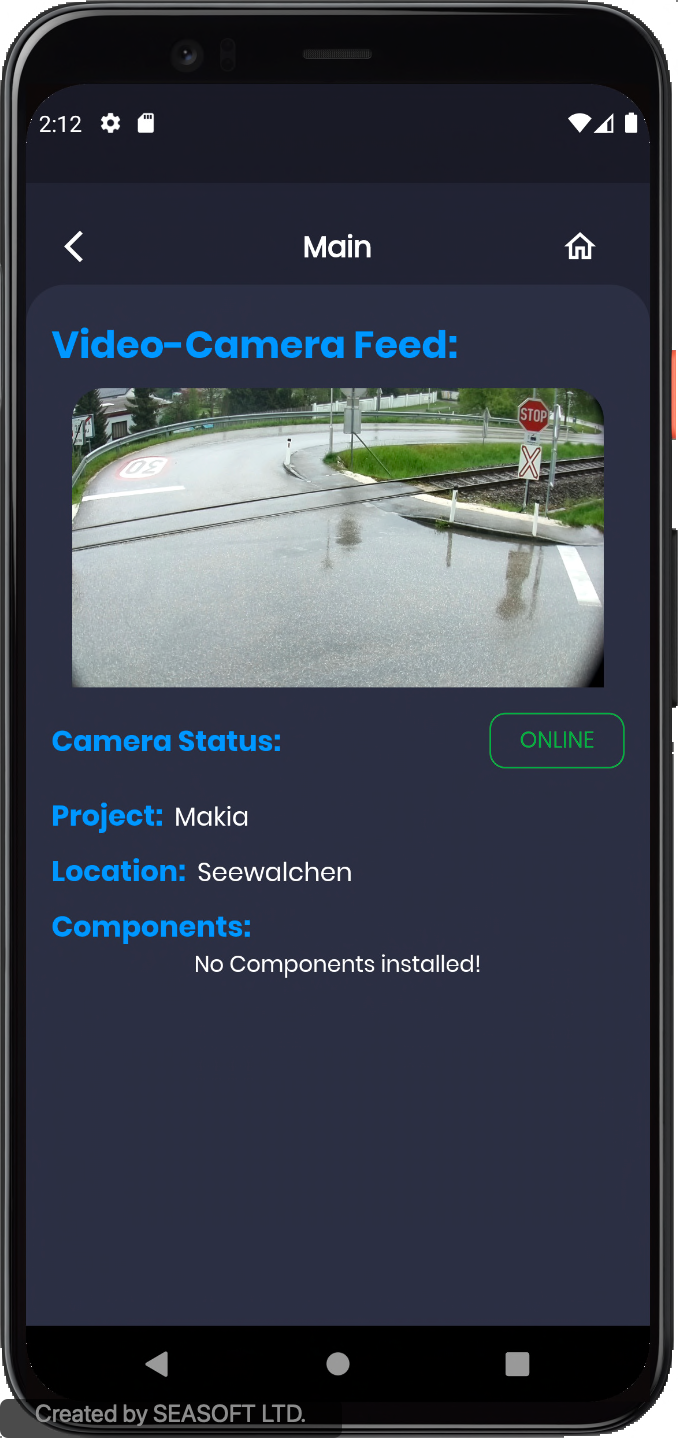 2:12
Main
Video-Camera Feed:
STOP
30
Camera Status:
ONLINE
Project: Makia
Location: Seewalchen
Components:
No Components installed!
Created by SEASOFT LTD.